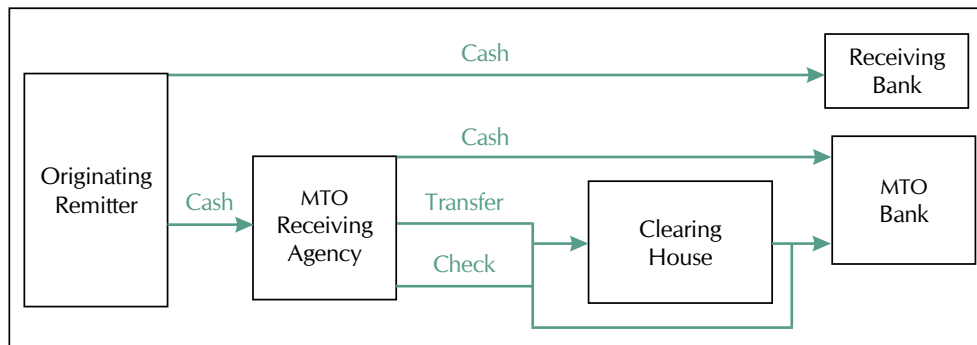 Cash
Receiving
Bank
Originating
Remitter
Cash
MTO
Receiving
Agency
Cash
Transfer
Check
Clearing
House
MTO
Bank